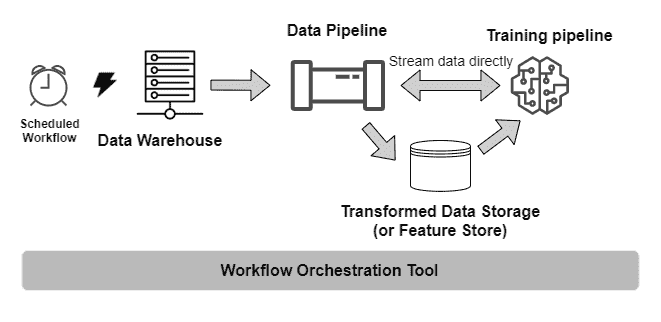 Data Pipeline
Training pipeline
Stream data directly
Scheduled
Workflow
Data Warehouse
Transformed Data Storage
(or Feature Store)
Workflow Orchestration Tool